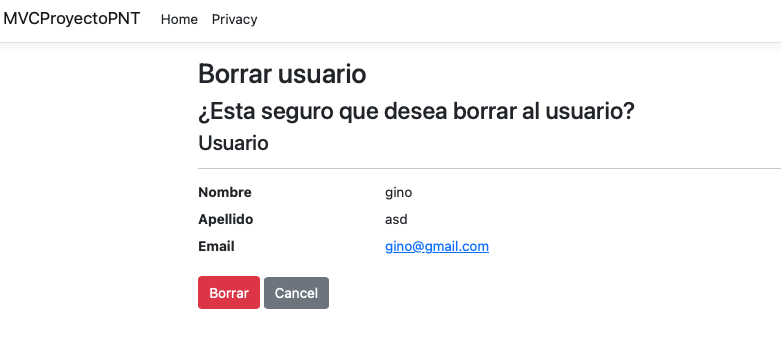 MVCProyectoPNT Home Privacy
Borrar usuario
¿Esta seguro que desea borrar al usuario?
Usuario
Nombre gino
Apellido asd
Email gino@gmail.com
Borrar Cancel